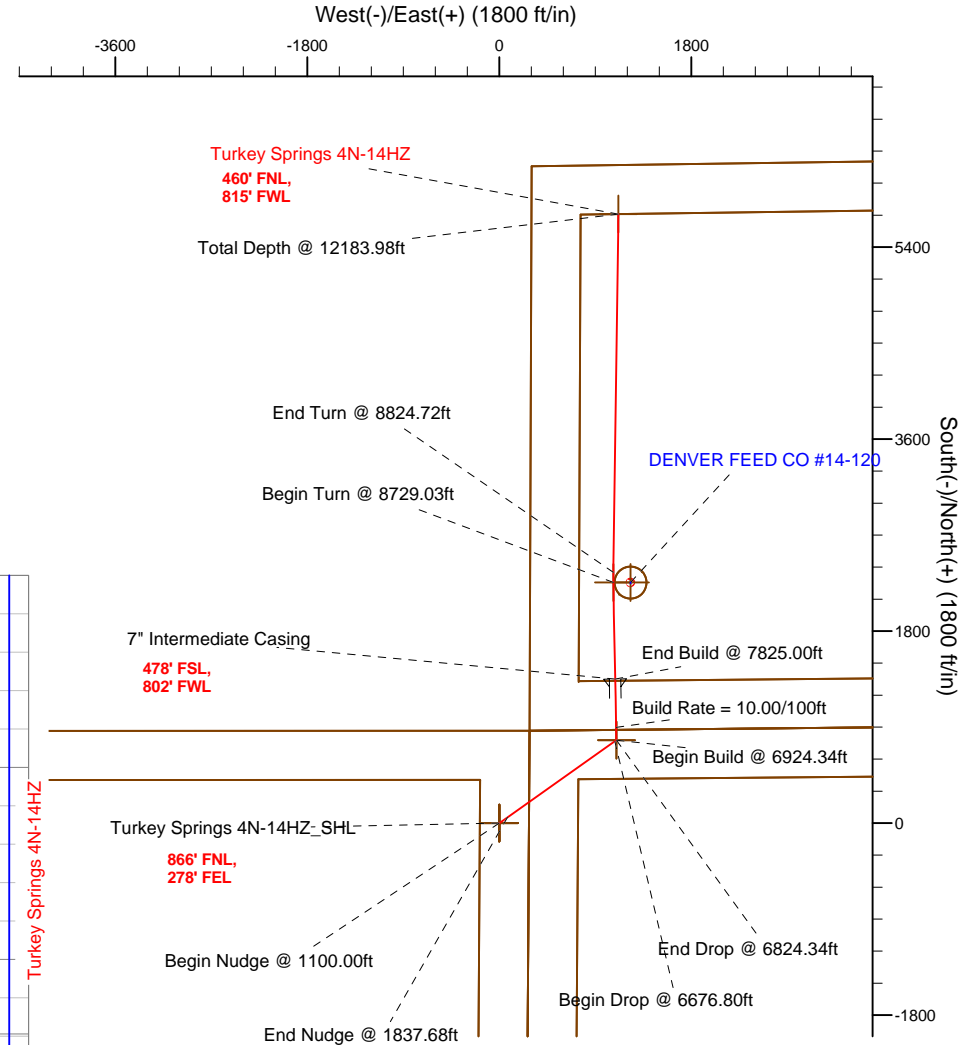 West(-)/East(+) (1800 ft/in)
-3600
-1800
0
1800
Turkey Springs 4N-14HZ
460' FNL,
815' FWL
Total Depth @ 12183.98ft
5400
End Turn @ 8824.72ft
3600
DENVER FEED CO #14-120
Begin Turn @ 8729.03ft
South(-)/North(+) (1800 ft/in)
7" Intermediate Casing
1800
End Build @ 7825.00ft
478' FSL,
802' FWL
Build Rate = 10.00/100ft
Begin Build @ 6924.34ft
Turkey Springs 4N-14HZ
Turkey Springs 4N-14HZ_SHL
0
866' FNL,
278' FEL
End Drop @ 6824.34ft
Begin Nudge @ 1100.00ft
Begin Drop @ 6676.80ft
-1800
End Nudge @ 1837.68ft